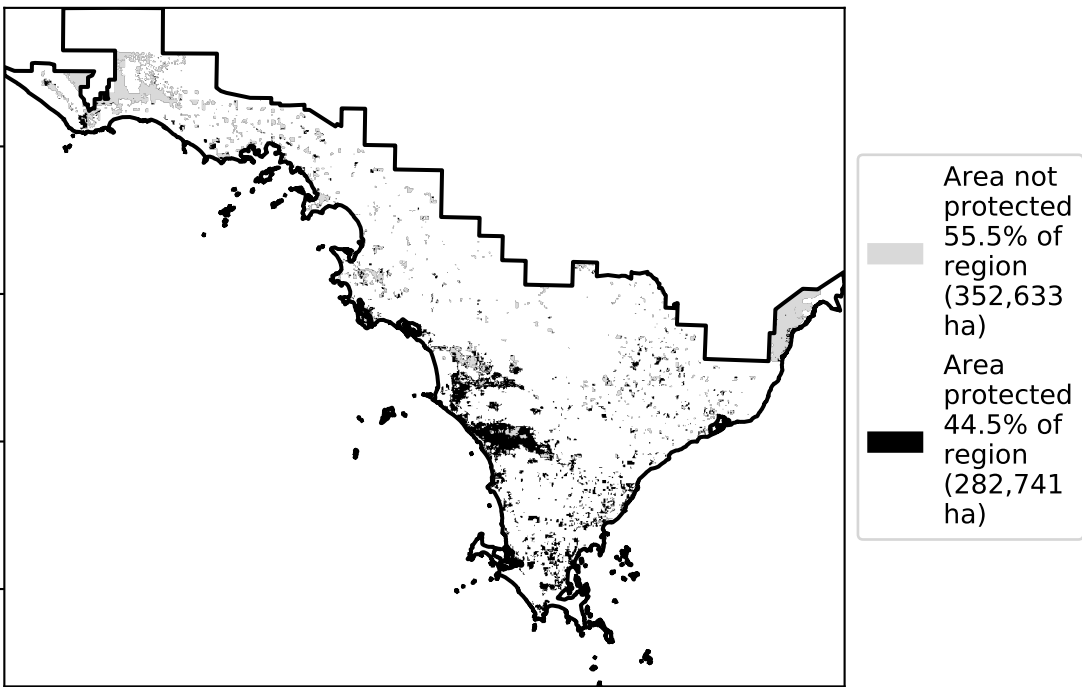 Area not
protected
55.5% of
region
(352,633
ha)
Area
protected
44.5% of
region
(282,741
ha)